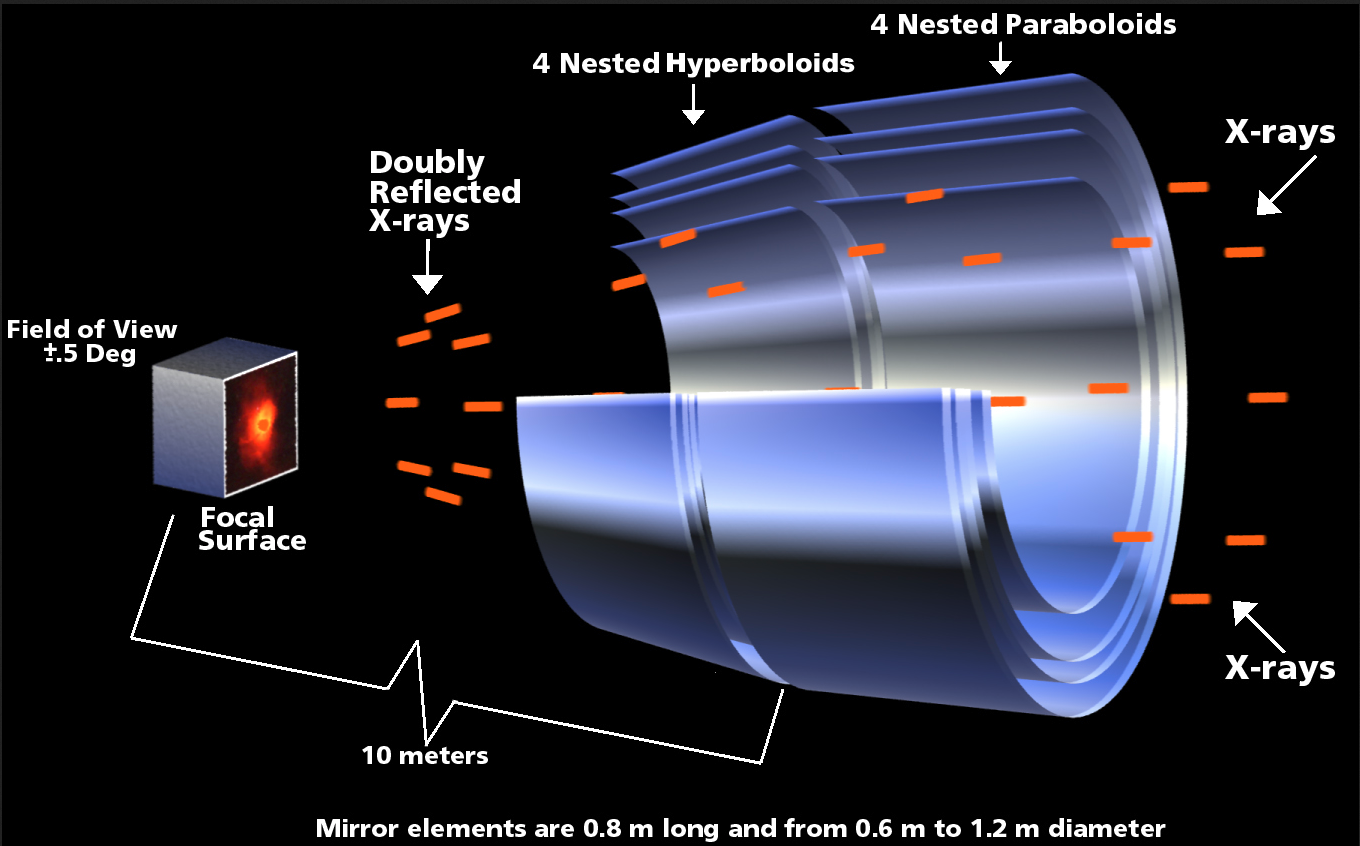 4 Nested Paraboloids
4 Nested Hyperboloids
X-rays
Doubly
Reflected
X-rays
Field of View
±.5 Deg
Focal
Surface
X-rays
10 meters
Mirror elements are 0.8 m long and from 0.6 m to 1.2 m diameter